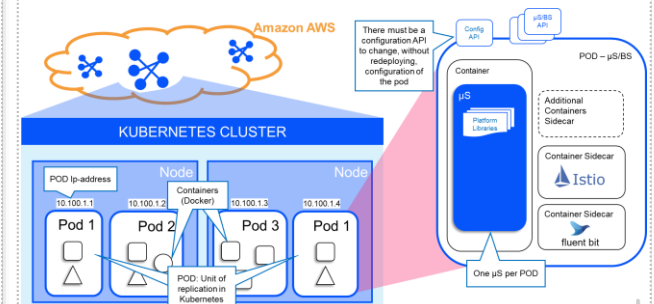 Amazon AWS
There must be a
configuration API
to change, without
redeploying,
configuration of
the pod
Config
API
µS/BS
API
POD – µS/BS
Container
µS
Platform
Libraries
Additional
Containers
Sidecar
Container Sidecar
Istio
Container Sidecar
fluent bit
One µS per POD
KUBERNETES CLUSTER
Node
Node
POD Ip-address
Containers
(Docker)
10.100.1.1
10.100.1.2
10.100.1.3
10.100.1.4
Pod 1
Pod 2
Pod 3
Pod 1
POD: Unit of
replication in
Kubernetes